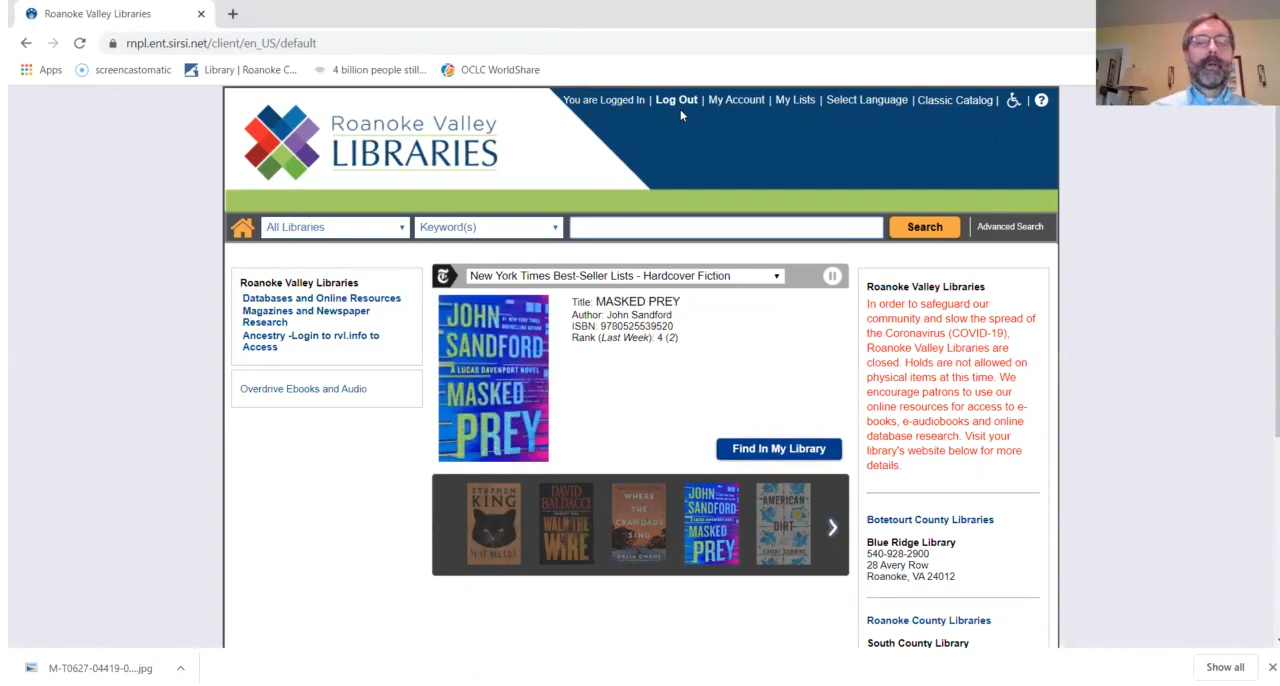 Roanoke Valley Libraries
rnpl.ent.sirsi.net/client/en_US/default
Apps
screencastomatic
Library | Roanoke C...
4 billion people still...
OCLC WorldShare
You are Logged In | Log Out | My Account | My Lists | Select Language | Classic Catalog | | ?
Roanoke Valley
LIBRARIES
All Libraries
Keyword(s)
Search
Advanced Search
Roanoke Valley Libraries
Databases and Online Resources
Magazines and Newspaper
Research
Ancestry -Login to rvl.info to
Access
Overdrive Ebooks and Audio
New York Times Best-Seller Lists - Hardcover Fiction
JOHN
SANDFORD
A LUCAS DAVENPORT NOVEL
MASKED
PREY
Title: MASKED PREY
Author: John Sandford
ISBN: 9780525539520
Rank (Last Week): 4 (2)
Find In My Library
STEPHEN
KING
IF IT BLEEDS
DAVID
BALDACCI
WALK THE
WIRE
WHERE
THE
CRAWDADS
SING
DELIA OWENS
JOHN
SANDFORD
MASKED
PREY
AMERICAN
DIRT
Roanoke Valley Libraries
In order to safeguard our
community and slow the spread of
the Coronavirus (COVID-19),
Roanoke Valley Libraries are
closed. Holds are not allowed on
physical items at this time. We
encourage patrons to use our
online resources for access to e-
books, e-audiobooks and online
database research. Visit your
library's website below for more
details.
Botetourt County Libraries
Blue Ridge Library
540-928-2900
28 Avery Row
Roanoke, VA 24012
Roanoke County Libraries
South County Library
M-T0627-04419-0....jpg
Show all